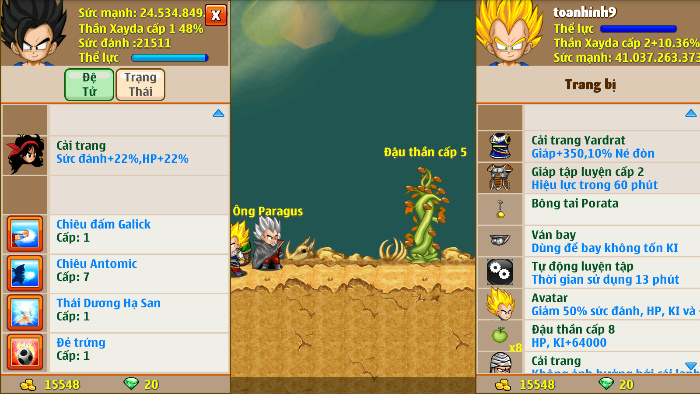 Sức mạnh: 24.534.849.
Thần Xayda cấp 1 48%
Sức đánh :21511
Thể lực
X
Đệ
Tử
Trạng
Thái
Cải trang
Sức đánh+22%,HP+22%
Chiêu đấm Galick
Cấp: 1
Chiêu Antomic
Cấp: 7
Thái Dương Hạ San
Cấp: 1
Đẻ trứng
Cấp: 1
15548
20
Đậu thần cấp 5
Ông Paragus
toanhinh9
Thể lực
Thần Xayda cấp 2+10.36%
Sức mạnh: 41.037.263.373
Trang bị
Cải trang Yardrat
Giáp+350,10% Né đòn
Giáp tập luyện cấp 2
Hiệu lực trong 60 phút
Bông tai Porata
Ván bay
Dùng để bay không tốn KI
Tự động luyện tập
Thời gian sử dụng 13 phút
Avatar
Giảm 50% sức đánh, HP, KI và
Đậu thần cấp 8
HP, KI+64000
x8
Cải trang
Không ảnh hưởng bởi cái lạnh
15548
20